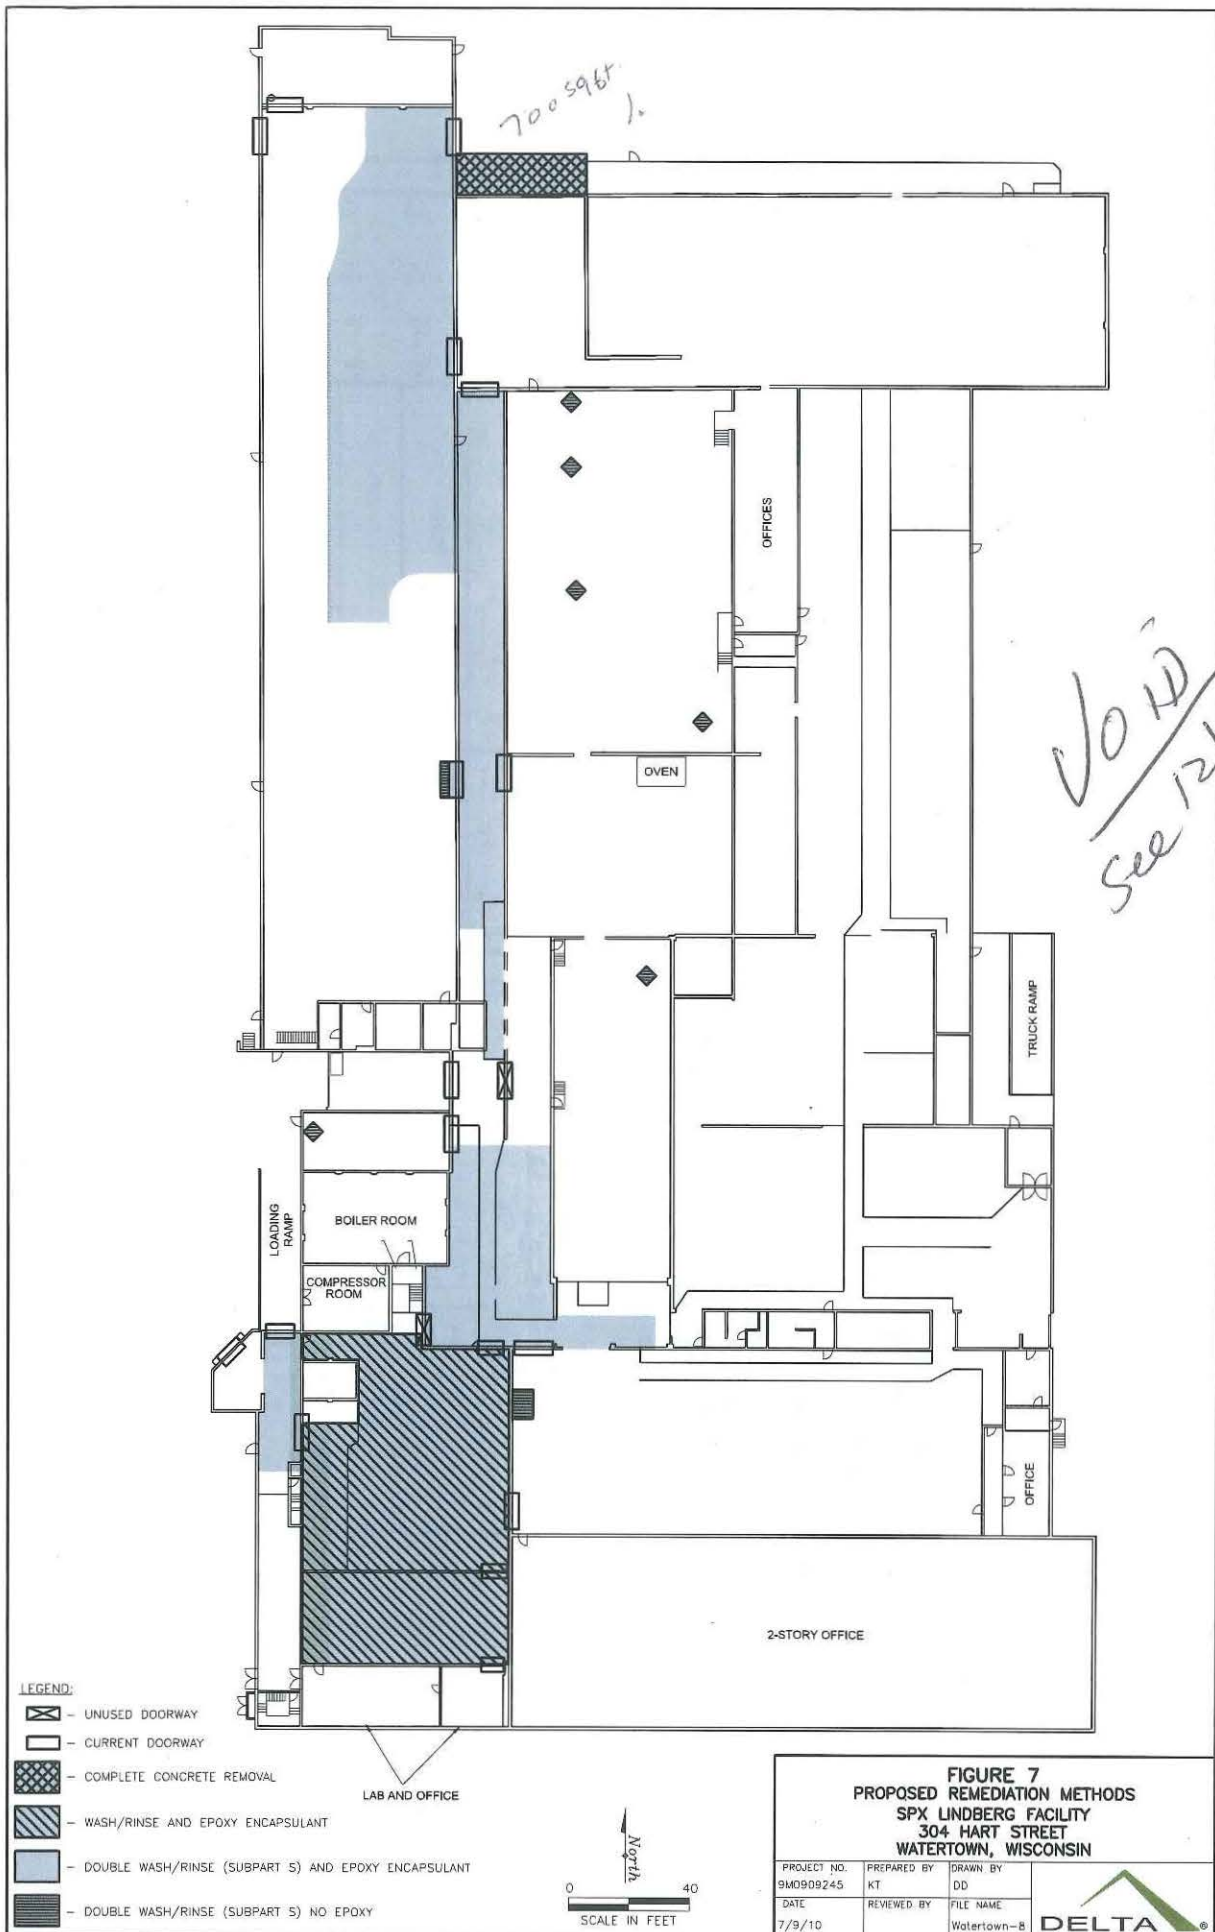 700 sqft.
OFFICES
VOID
See 12/
OVEN
TRUCK RAMP
LOADING
RAMP
BOILER ROOM
COMPRESSOR
ROOM
OFFICE
2-STORY OFFICE
LAB AND OFFICE
LEGEND:
- UNUSED DOORWAY
- CURRENT DOORWAY
- COMPLETE CONCRETE REMOVAL
- WASH/RINSE AND EPOXY ENCAPSULANT
- DOUBLE WASH/RINSE (SUBPART S) AND EPOXY ENCAPSULANT
- DOUBLE WASH/RINSE (SUBPART S) NO EPOXY
North
0 40
SCALE IN FEET
FIGURE 7
PROPOSED REMEDIATION METHODS
SPX LINDBERG FACILITY
304 HART STREET
WATERTOWN, WISCONSIN
PROJECT NO. PREPARED BY DRAWN BY
9M0909245 KT DD
DATE REVIEWED BY FILE NAME
7/9/10 Watertown-8
DELTA ®